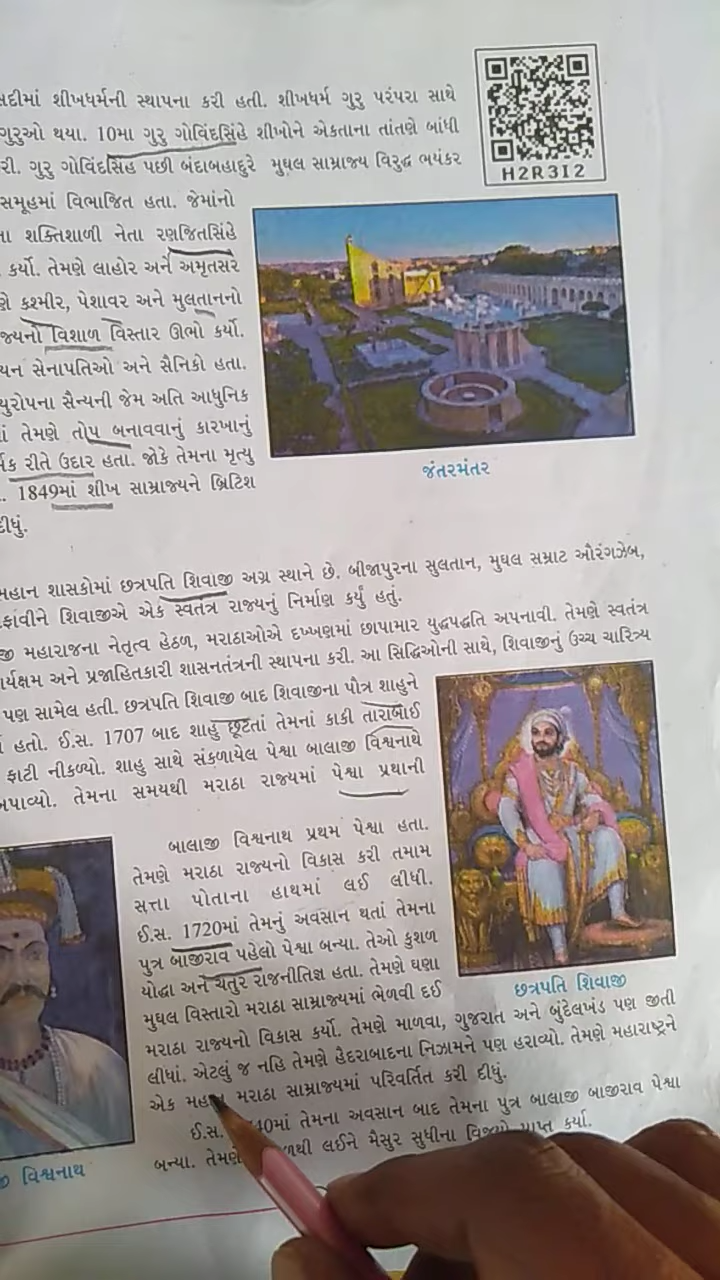 સદીમાં શીખધર્મની સ્થાપના કરી હતી. શીખધર્મ ગુરુ પરંપરા સાથે
ગુરુઓ થયા. 10મા ગુરુ ગોવિંદસિંહે શીખોને એકતાના તાંતણે બાંધી
રી. ગુરુ ગોવિંદસિંહ પછી બંદાબહાદુરે મુઘલ સામ્રાજ્ય વિરુદ્ધ ભયંકર
H2R3I2
સમૂહમાં વિભાજિત હતા. જેમાંનો
ના શક્તિશાળી નેતા રણજિતસિંહે
કર્યો. તેમણે લાહોર અને અમૃતસર
ણે કશ્મીર, પેશાવર અને મુલતાનનો
જ્યનો વિશાળ વિસ્તાર ઊભો કર્યો.
યન સેનાપતિઓ અને સૈનિકો હતા.
યુરોપના સૈન્યની જેમ અતિ આધુનિક
માં તેમણે તોપ બનાવવાનું કારખાનું
ર્મિક રીતે ઉદાર હતા. જોકે તેમના મૃત્યુ
. 1849માં શીખ સામ્રાજ્યને બ્રિટિશ
દીધું.
જંતરમંતર
મહાન શાસકોમાં છત્રપતિ શિવાજી અગ્ર સ્થાને છે. બીજાપુરના સુલતાન, મુઘલ સમ્રાટ ઔરંગઝેબ,
ફાંવીને શિવાજીએ એક સ્વતંત્ર રાજ્યનું નિર્માણ કર્યું હતું.
જી મહારાજના નેતૃત્વ હેઠળ, મરાઠાઓએ દખ્ખણમાં છાપામાર યુદ્ધપદ્ધતિ અપનાવી. તેમણે સ્વતંત્ર
ાર્યક્ષમ અને પ્રજાહિતકારી શાસનતંત્રની સ્થાપના કરી. આ સિદ્ધિઓની સાથે, શિવાજીનું ઉચ્ચ ચારિત્ર્ય
પણ સામેલ હતી. છત્રપતિ શિવાજી બાદ શિવાજીના પૌત્ર શાહુને
હતો. ઈ.સ. 1707 બાદ શાહુ છૂટતાં તેમનાં કાકી તારાબાઈ
ફાટી નીકળ્યો. શાહુ સાથે સંકળાયેલ પેશ્વા બાલાજી વિશ્વનાથે
અપાવ્યો. તેમના સમયથી મરાઠા રાજ્યમાં પેશ્વા પ્રથાની
બાલાજી વિશ્વનાથ પ્રથમ પેશ્વા હતા.
તેમણે મરાઠા રાજ્યનો વિકાસ કરી તમામ
સત્તા પોતાના હાથમાં લઈ લીધી.
ઈ.સ. 1720માં તેમનું અવસાન થતાં તેમના
પુત્ર બાજીરાવ પહેલો પેશ્વા બન્યા. તેઓ કુશળ
યોદ્ધા અને ચતુર રાજનીતિજ્ઞ હતા. તેમણે ઘણા
મુઘલ વિસ્તારો મરાઠા સામ્રાજ્યમાં ભેળવી દઈ
છત્રપતિ શિવાજી
મરાઠા રાજ્યનો વિકાસ કર્યો. તેમણે માળવા, ગુજરાત અને બુંદેલખંડ પણ જીતી
લીધાં. એટલું જ નહિ તેમણે હૈદરાબાદના નિઝામને પણ હરાવ્યો. તેમણે મહારાષ્ટ્રને
એક મહાન મરાઠા સામ્રાજ્યમાં પરિવર્તિત કરી દીધું.
ઈ.સ. 40માં તેમના અવસાન બાદ તેમના પુત્ર બાલાજી બાજીરાવ પેશ્વા
બન્યા. તેમણે ળથી લઈને મૈસુર સુધીના વિજયો પ્રાપ્ત કર્યા.
જી વિશ્વનાથ